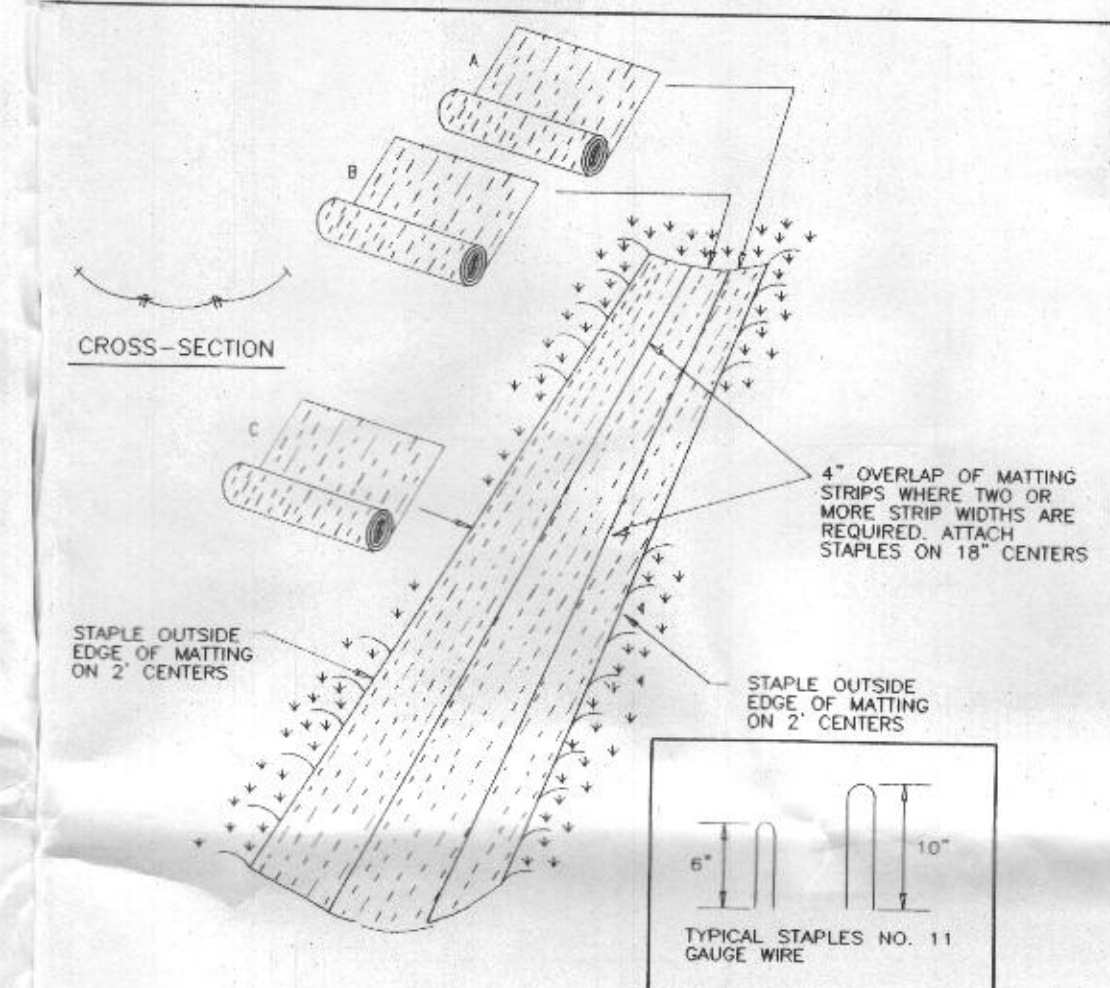 A
B
CROSS-SECTION
C
4" OVERLAP OF MATTING
STRIPS WHERE TWO OR
MORE STRIP WIDTHS ARE
REQUIRED. ATTACH
STAPLES ON 18" CENTERS
STAPLE OUTSIDE
EDGE OF MATTING
ON 2' CENTERS
STAPLE OUTSIDE
EDGE OF MATTING
ON 2' CENTERS
6"
10"
TYPICAL STAPLES NO. 11
GAUGE WIRE